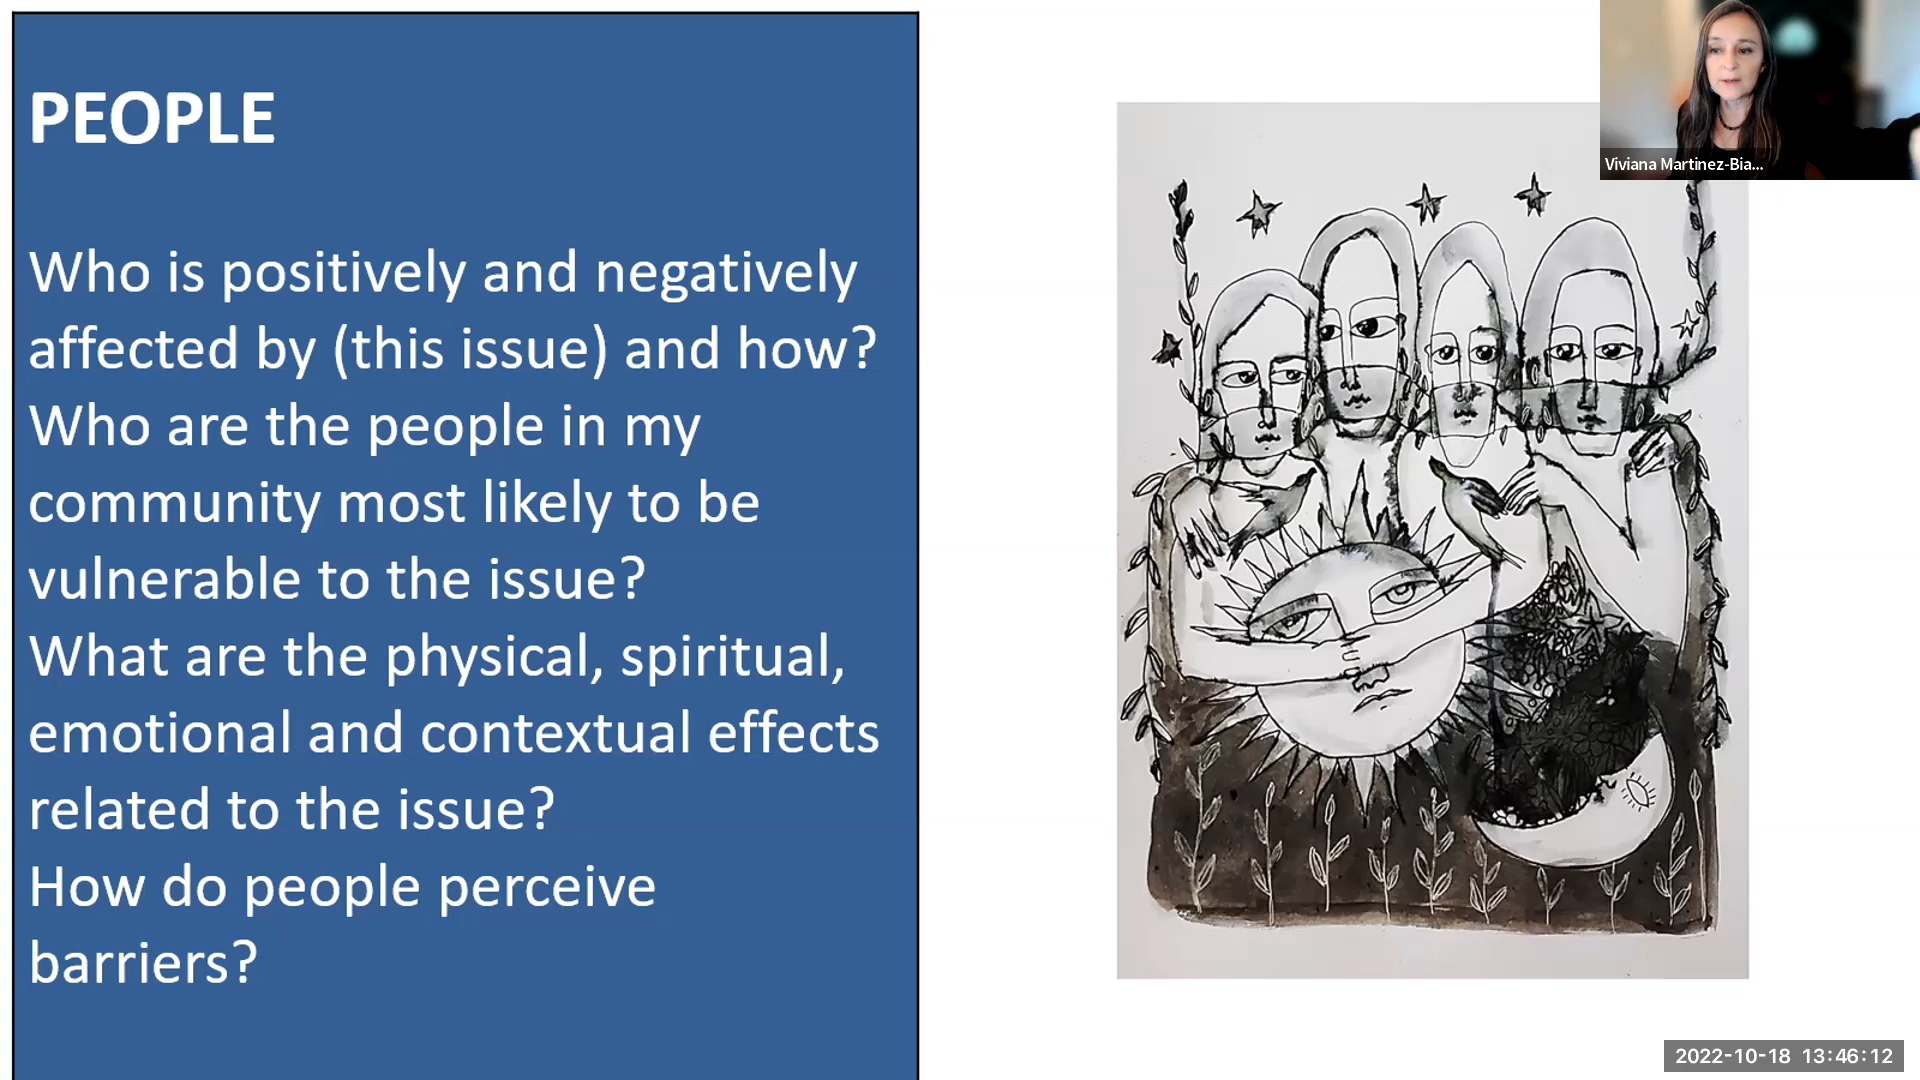 PEOPLE
Who is positively and negatively
affected by (this issue) and how?
Who are the people in my
community most likely to be
vulnerable to the issue?
What are the physical, spiritual,
emotional and contextual effects
related to the issue?
How do people perceive
barriers?
Viviana Martinez-Bia...
2022-10-18 13:46:12